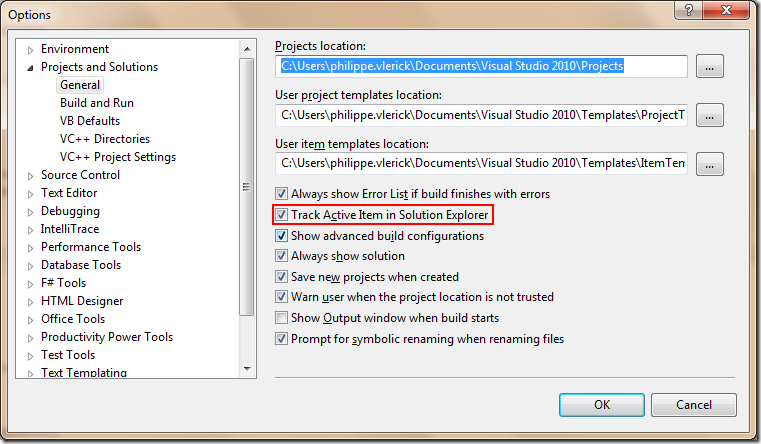 Options
Environment
Projects and Solutions
General
Build and Run
VB Defaults
VC++ Directories
VC++ Project Settings
Source Control
Text Editor
Debugging
IntelliTrace
Performance Tools
Database Tools
F# Tools
HTML Designer
Office Tools
Productivity Power Tools
Test Tools
Text Templating
Projects location:
C:\Users\philippe.vlerick\Documents\Visual Studio 2010\Projects
...
User project templates location:
C:\Users\philippe.vlerick\Documents\Visual Studio 2010\Templates\ProjectT
...
User item templates location:
C:\Users\philippe.vlerick\Documents\Visual Studio 2010\Templates\ItemTem
...
Always show Error List if build finishes with errors
Track Active Item in Solution Explorer
Show advanced build configurations
Always show solution
Save new projects when created
Warn user when the project location is not trusted
Show Output window when build starts
Prompt for symbolic renaming when renaming files
OK
Cancel